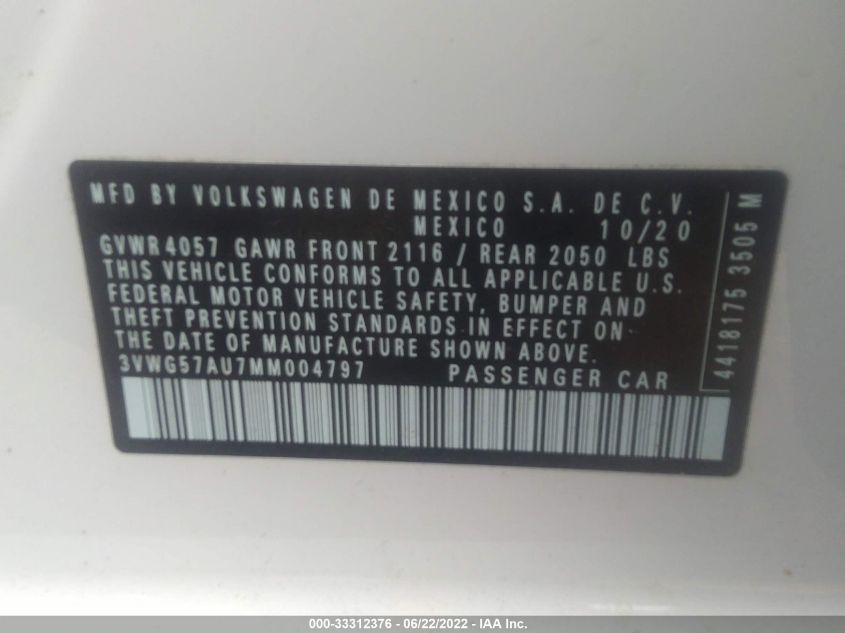 MFD BY VOLKSWAGEN DE MEXICO S.A. DE C.V.
MEXICO 10/20
GVWR 4057 GAWR FRONT 2116 / REAR 2050 LBS
THIS VEHICLE CONFORMS TO ALL APPLICABLE U.S.
FEDERAL MOTOR VEHICLE SAFETY, BUMPER AND
THEFT PREVENTION STANDARDS IN EFFECT ON
THE DATE OF MANUFACTURE SHOWN ABOVE.
3VWG57AU7MM004797 PASSENGER CAR
4418175 3505 M
000-33312376 - 06/22/2022 - IAA Inc.